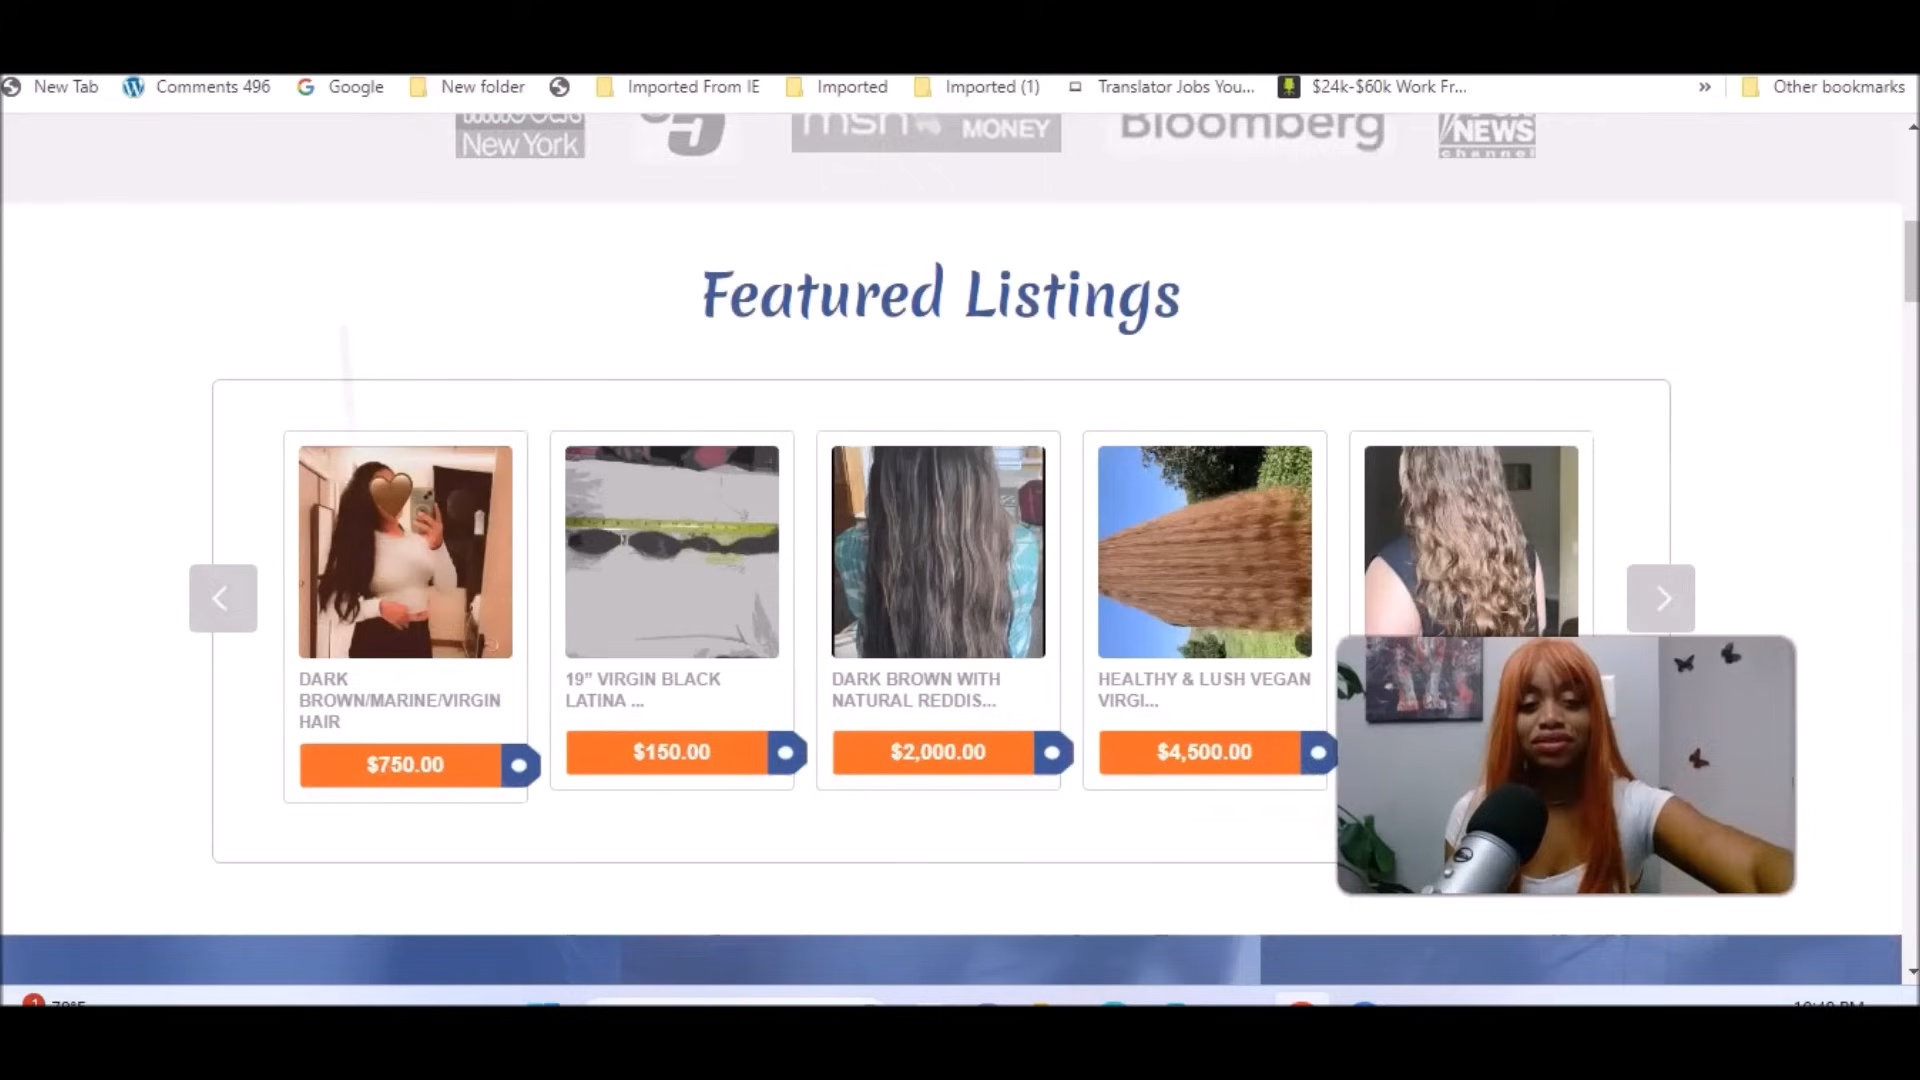 New Tab
Comments 496
Google
New folder
Imported From IE
Imported
Imported (1)
Translator Jobs You...
$24k-$60k Work Fr...
»
Other bookmarks
New York
5
msn MONEY
Bloomberg
NEWS
channel
Featured Listings
DARK
BROWN/MARINE/VIRGIN
HAIR
$750.00
19” VIRGIN BLACK
LATINA ...
$150.00
DARK BROWN WITH
NATURAL REDDIS...
$2,000.00
HEALTHY & LUSH VEGAN
VIRGI...
$4,500.00